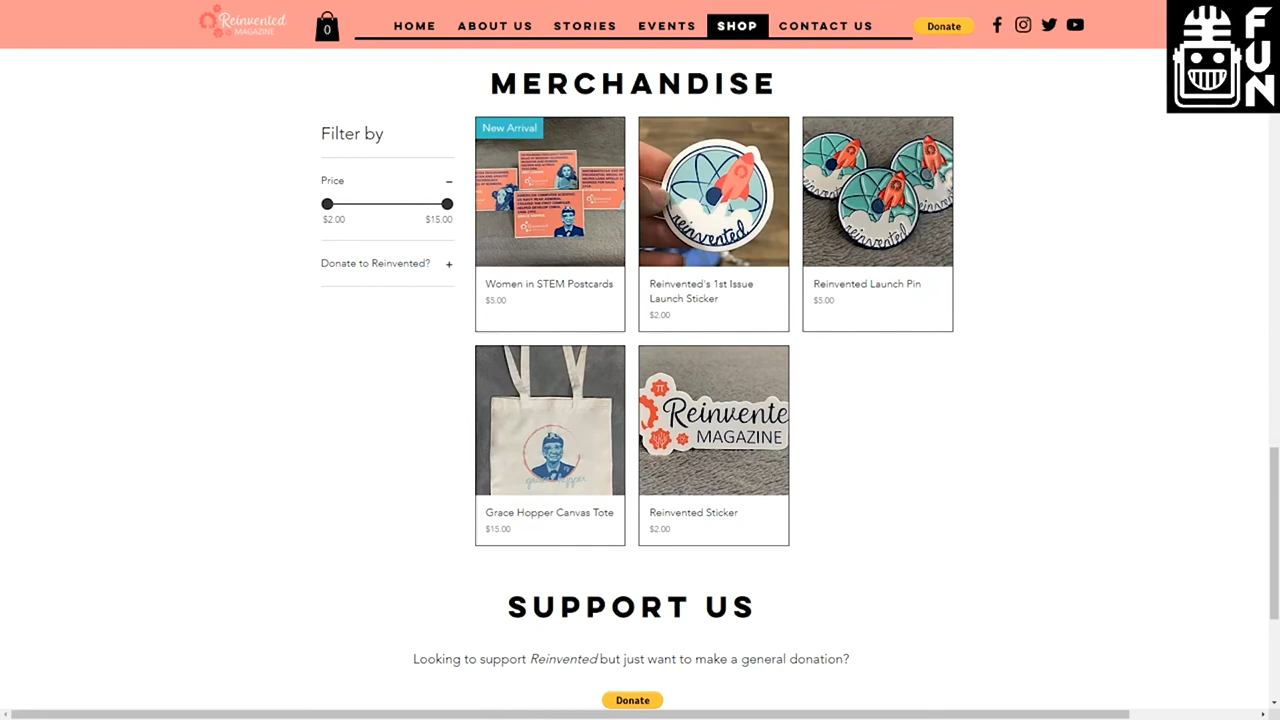 Reinvented
MAGAZINE
0
HOME
ABOUT US
STORIES
EVENTS
SHOP
CONTACT US
Donate
FUN
MERCHANDISE
Filter by
Price
−
$2.00
$15.00
Donate to Reinvented?
+
New Arrival
GRACE HOPPER
reinvented
reinvented
Women in STEM Postcards
$5.00
Reinvented's 1st Issue
Launch Sticker
$2.00
Reinvented Launch Pin
$5.00
grace hopper
π
Reinvente
MAGAZINE
Grace Hopper Canvas Tote
$15.00
Reinvented Sticker
$2.00
SUPPORT US
Looking to support Reinvented but just want to make a general donation?
Donate